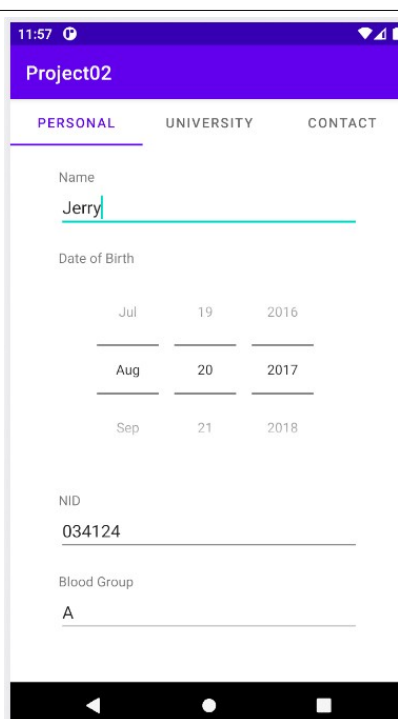 11:57
Project02
PERSONAL UNIVERSITY CONTACT
Name
Jerry
Date of Birth
Jul 19 2016
Aug 20 2017
Sep 21 2018
NID
034124
Blood Group
A